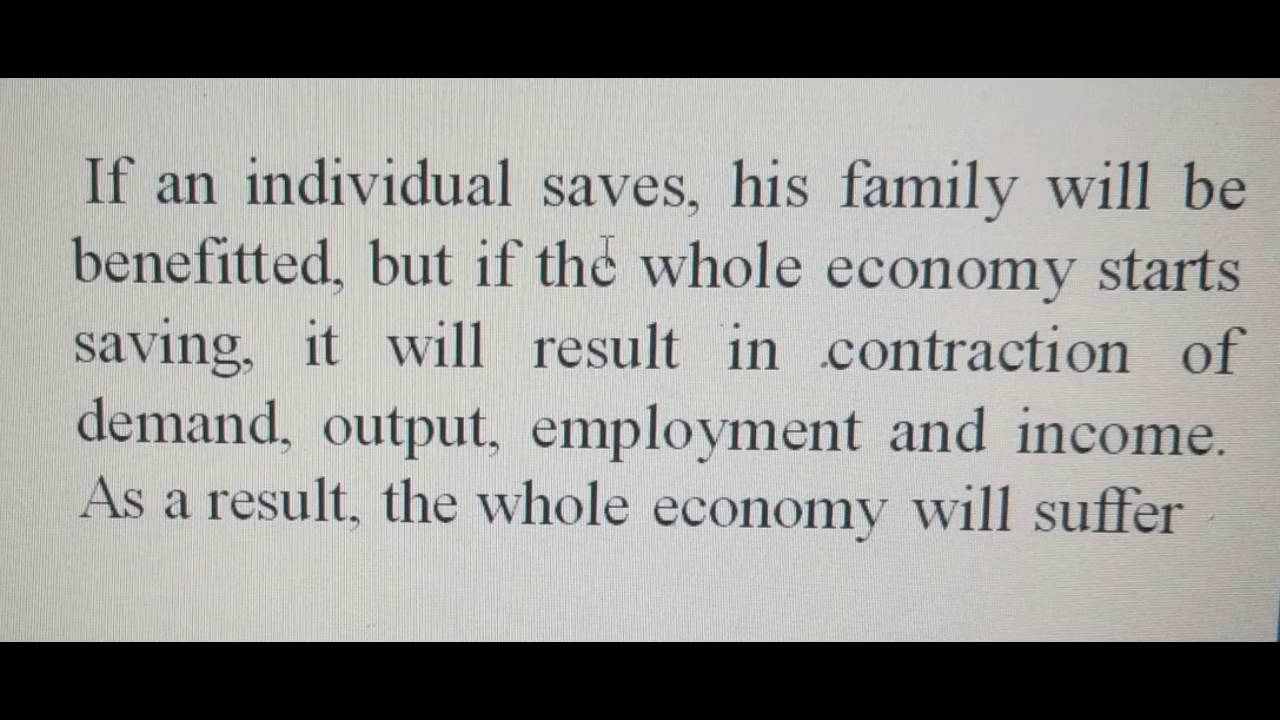 If an individual saves, his family will be
benefitted, but if the whole economy starts
saving, it will result in .contraction of
demand, output, employment and income.
As a result, the whole economy will suffer